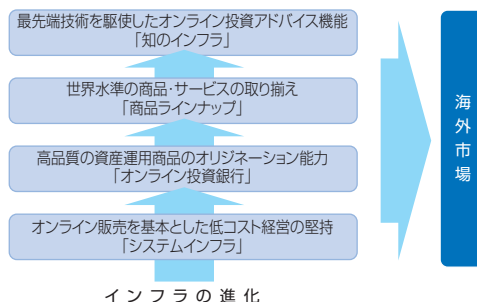 最先端技術を駆使したオンライン投資アドバイス機能
「知のインフラ」
世界水準の商品・サービスの取り揃え
「商品ラインナップ」
高品質の資産運用商品のオリジネーション能力
「オンライン投資銀行」
オンライン販売を基本とした低コスト経営の堅持
「システムインフラ」
インフラの進化
海外市場